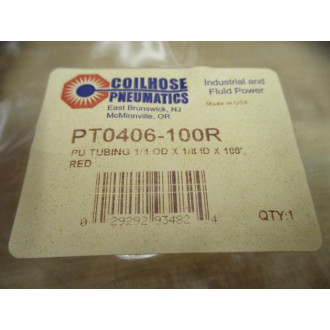 COILHOSE
PNEUMATICS
East Brunswick, NJ
McMinnville, OR
Industrial and
Fluid Power
Made in USA
PT0406-100R
PU TUBING 1/4 OD X 1/8 ID X 100',
RED
0 29292 93482 4
QTY:1